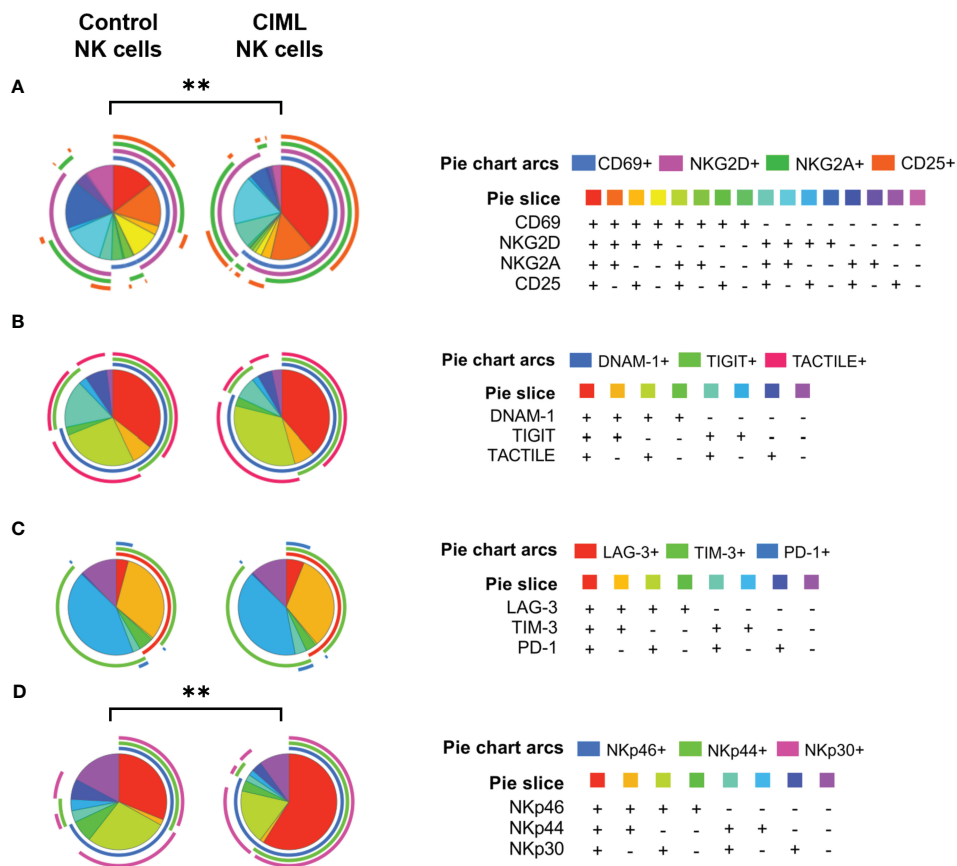 Control NK cells
CIML NK cells
A
**
Pie chart arcs CD69+ NKG2D+ NKG2A+ CD25+
Pie slice
CD69 + + + + + + + + - - - - - - - -
NKG2D + + + + - - - - + + + + - - - -
NKG2A + + - - + + - - + + - - + + - -
CD25 + - + - + - + - + - + - + - + -
B
Pie chart arcs DNAM-1+ TIGIT+ TACTILE+
Pie slice
DNAM-1 + + + + - - - -
TIGIT + + - - + + - -
TACTILE + - + - + - + -
C
Pie chart arcs LAG-3+ TIM-3+ PD-1+
Pie slice
LAG-3 + + + + - - - -
TIM-3 + + - - + + - -
PD-1 + - + - + - + -
D
**
Pie chart arcs NKp46+ NKp44+ NKp30+
Pie slice
NKp46 + + + + - - - -
NKp44 + + - - + + - -
NKp30 + - + - + - + -